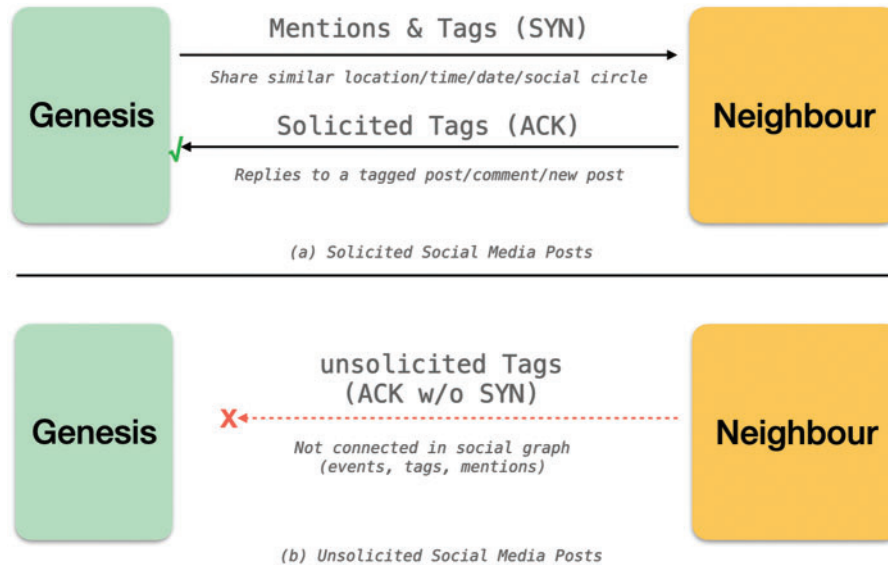 Mentions & Tags (SYN)
Share similar location/time/date/social circle
Genesis
Neighbour
Solicited Tags (ACK)
√
Replies to a tagged post/comment/new post
(a) Solicited Social Media Posts
unsolicited Tags
(ACK w/o SYN)
Genesis
X
Neighbour
Not connected in social graph
(events, tags, mentions)
(b) Unsolicited Social Media Posts